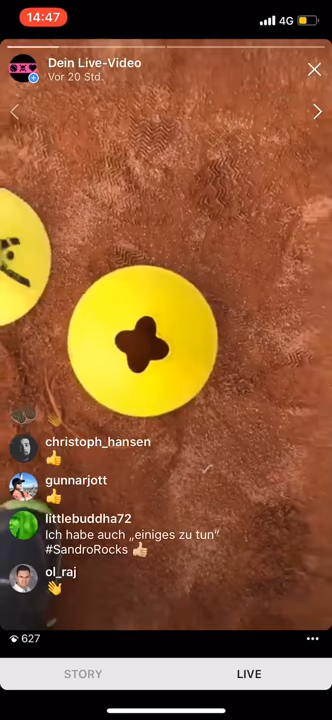 14:47
4G
Dein Live-Video
Vor 20 Std.
christoph_hansen
gunnarjott
littlebuddha72
Ich habe auch „einiges zu tun“
#SandroRocks
ol_raj
627
STORY
LIVE